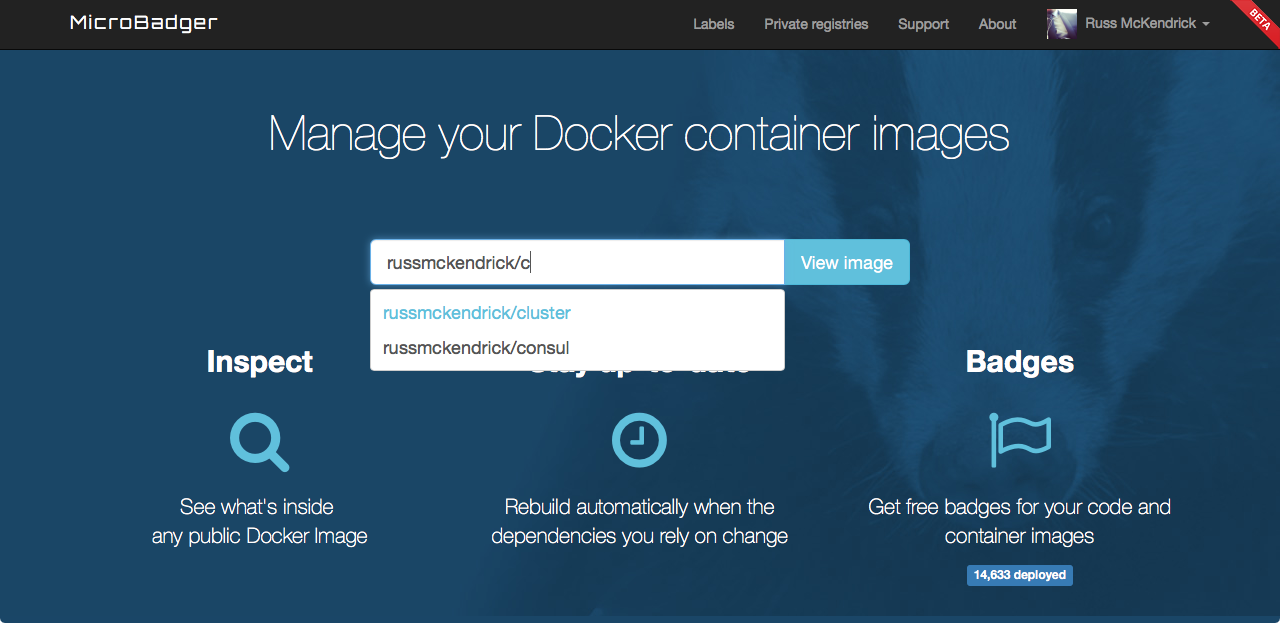 MicroBadger
Labels
Private registries
Support
About
Russ McKendrick
BETA
Manage your Docker container images
russmckendrick/c
View image
russmckendrick/cluster
russmckendrick/consul
Inspect
Badges
See what's inside
any public Docker Image
Rebuild automatically when the
dependencies you rely on change
Get free badges for your code and
container images
14,633 deployed